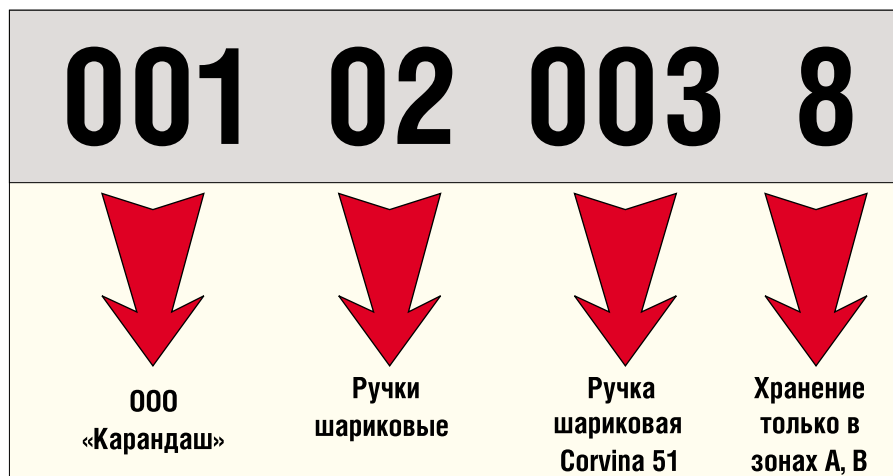 001 02 003 8
ООО
«Карандаш»
Ручки
шариковые
Ручка
шариковая
Corvina 51
Хранение
только в
зонах А, В